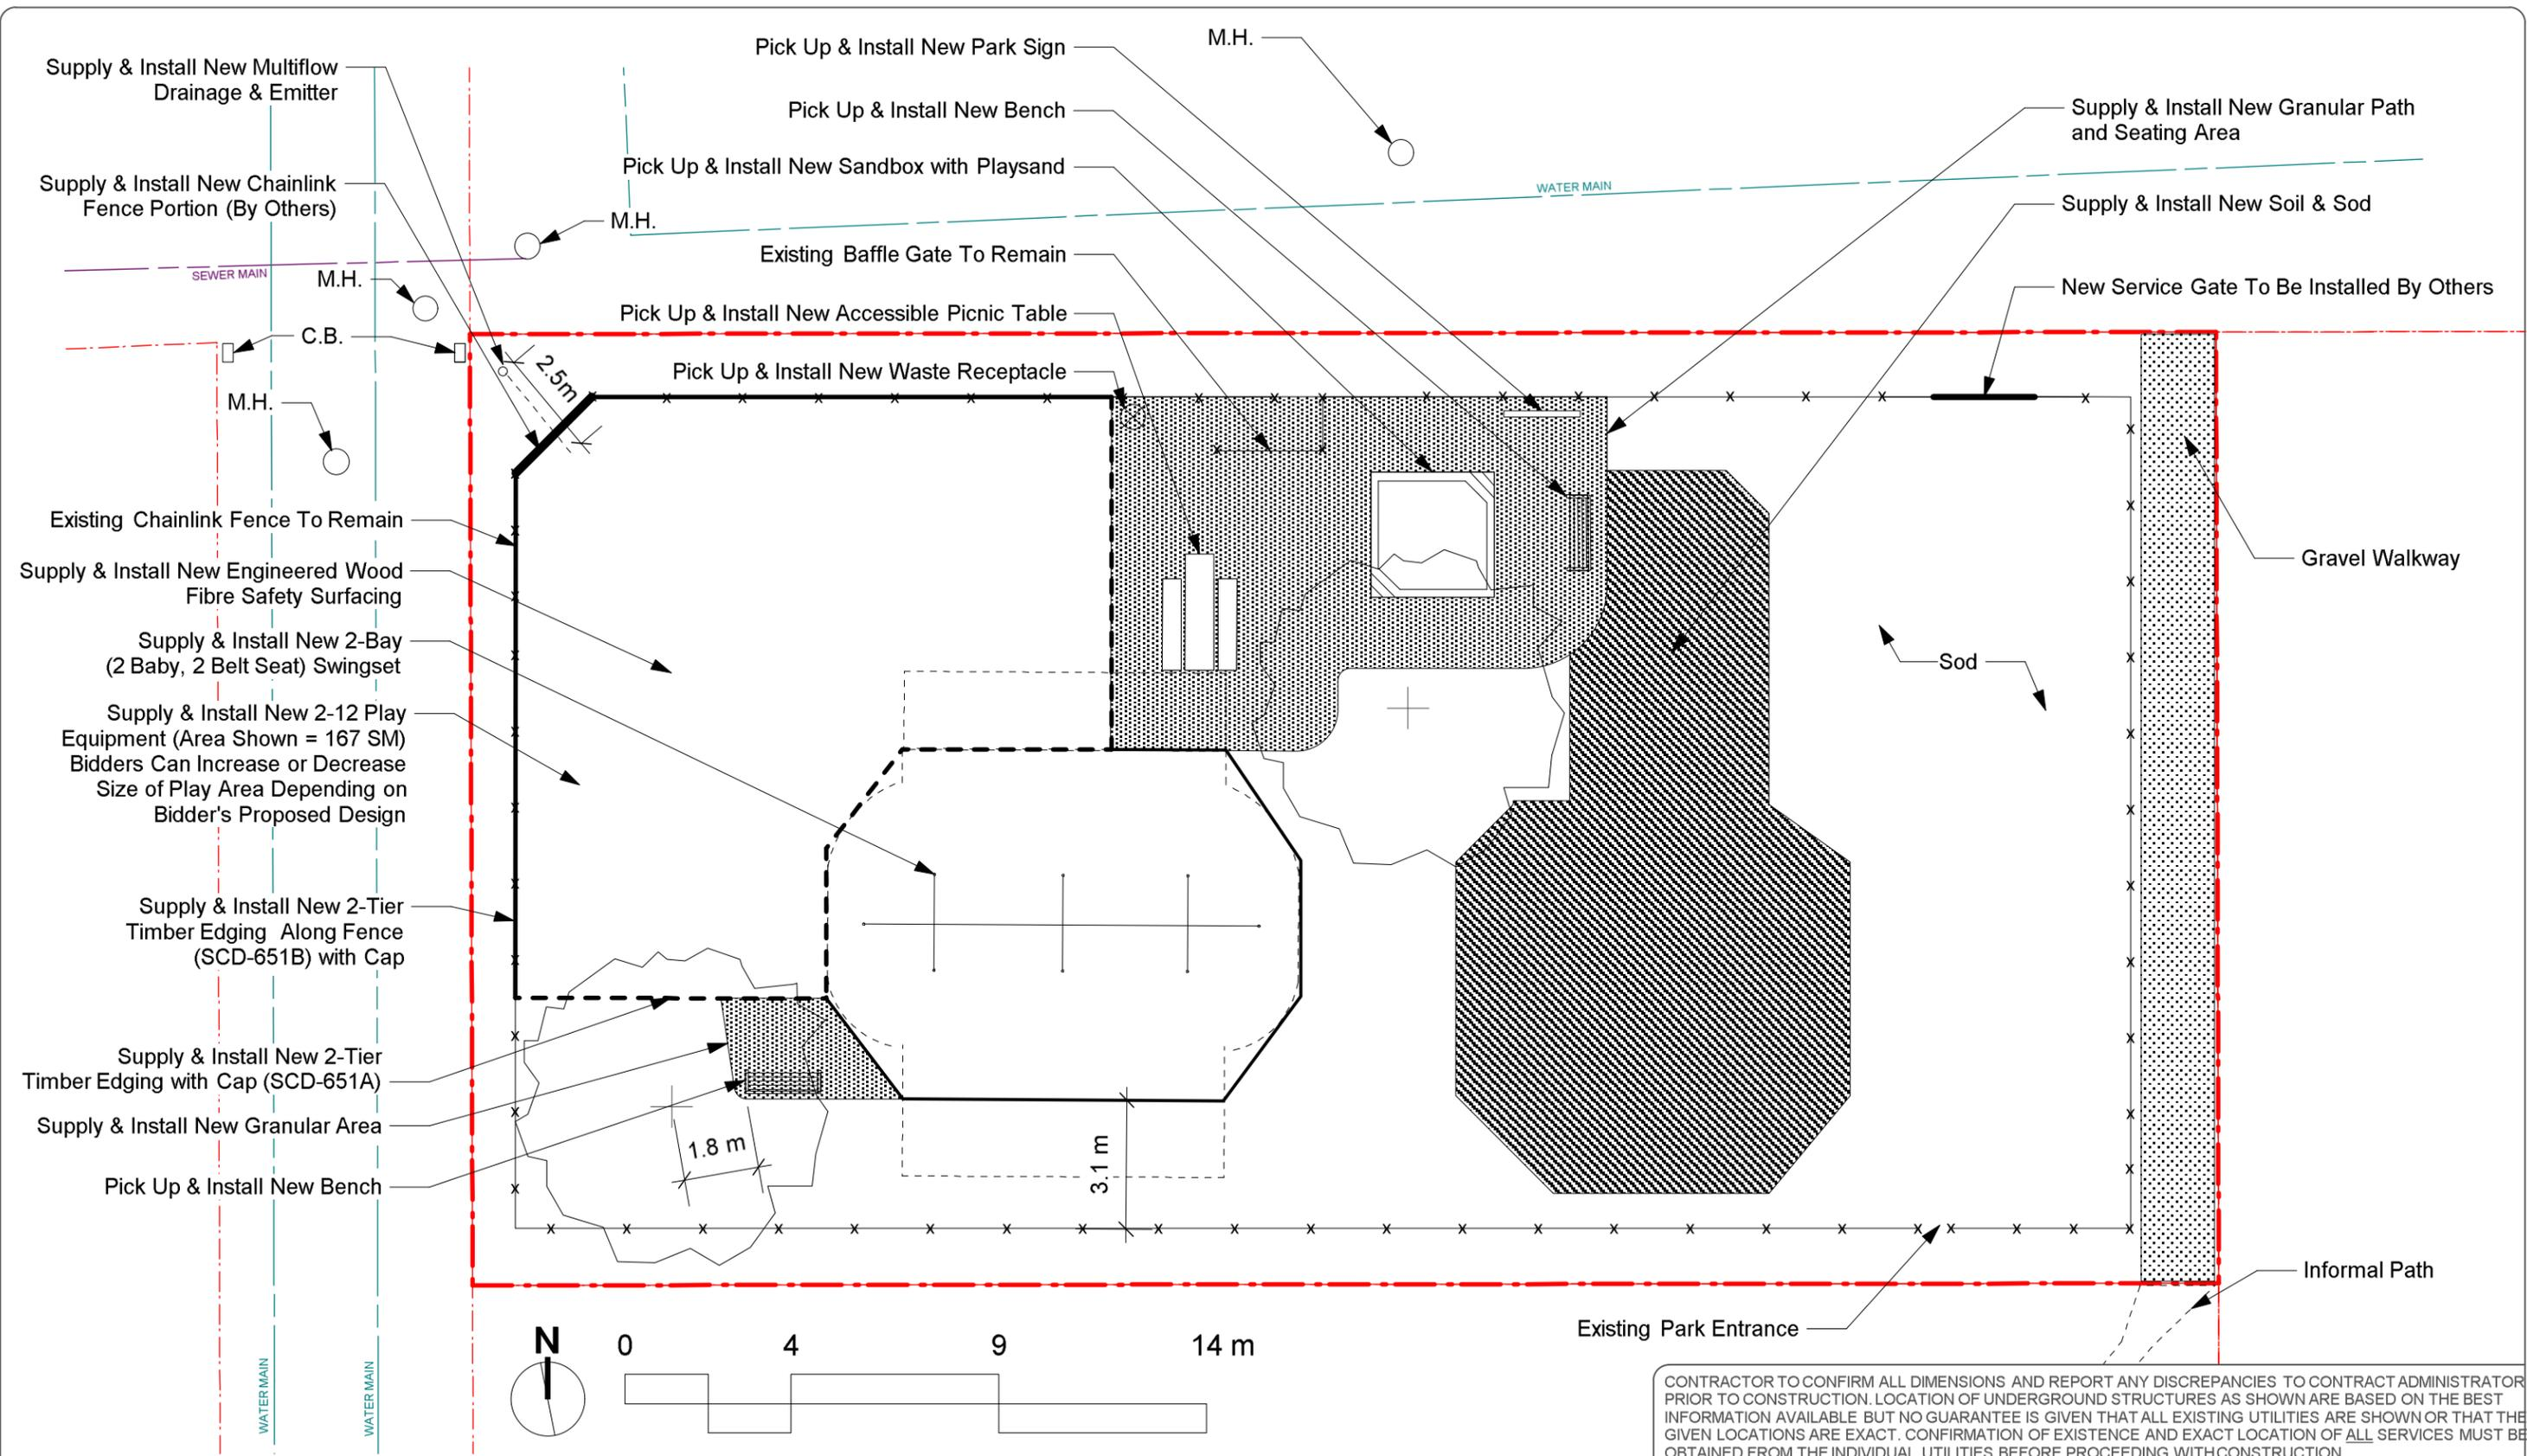 Supply & Install New Multiflow
Drainage & Emitter
Supply & Install New Chainlink
Fence Portion (By Others)
SEWER MAIN
M.H.
M.H.
C.B.
M.H.
2.5m
Pick Up & Install New Park Sign
Pick Up & Install New Bench
Pick Up & Install New Sandbox with Playsand
Existing Baffle Gate To Remain
Pick Up & Install New Accessible Picnic Table
Pick Up & Install New Waste Receptacle
M.H.
WATER MAIN
Supply & Install New Granular Path
and Seating Area
Supply & Install New Soil & Sod
New Service Gate To Be Installed By Others
Gravel Walkway
Sod
Existing Chainlink Fence To Remain
Supply & Install New Engineered Wood
Fibre Safety Surfacing
Supply & Install New 2-Bay
(2 Baby, 2 Belt Seat) Swingset
Supply & Install New 2-12 Play
Equipment (Area Shown = 167 SM)
Bidders Can Increase or Decrease
Size of Play Area Depending on
Bidder's Proposed Design
Supply & Install New 2-Tier
Timber Edging Along Fence
(SCD-651B) with Cap
Supply & Install New 2-Tier
Timber Edging with Cap (SCD-651A)
Supply & Install New Granular Area
Pick Up & Install New Bench
1.8 m
3.1 m
Informal Path
Existing Park Entrance
WATER MAIN
WATER MAIN
N
0 4 9 14 m
CONTRACTOR TO CONFIRM ALL DIMENSIONS AND REPORT ANY DISCREPANCIES TO CONTRACT ADMINISTRATOR
PRIOR TO CONSTRUCTION. LOCATION OF UNDERGROUND STRUCTURES AS SHOWN ARE BASED ON THE BEST
INFORMATION AVAILABLE BUT NO GUARANTEE IS GIVEN THAT ALL EXISTING UTILITIES ARE SHOWN OR THAT THE
GIVEN LOCATIONS ARE EXACT. CONFIRMATION OF EXISTENCE AND EXACT LOCATION OF ALL SERVICES MUST BE
OBTAINED FROM THE INDIVIDUAL UTILITIES BEFORE PROCEEDING WITH CONSTRUCTION